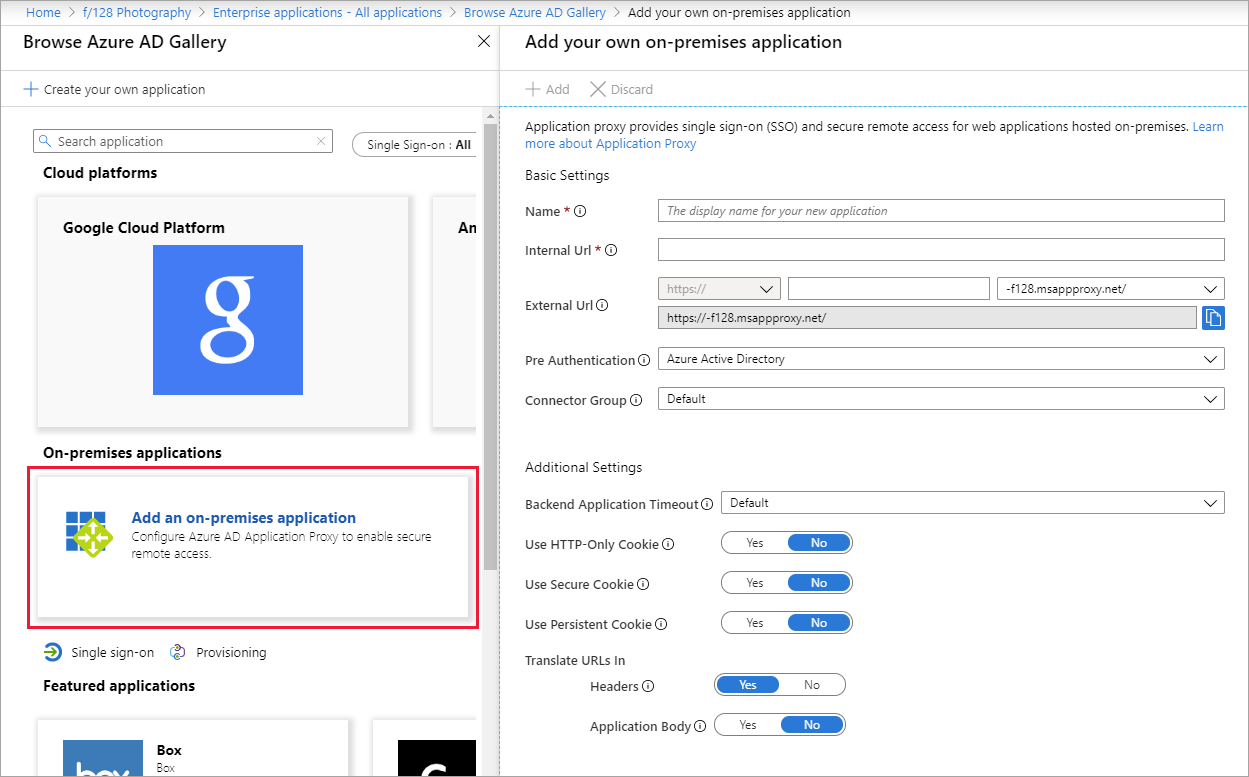 Home > f/128 Photography > Enterprise applications - All applications > Browse Azure AD Gallery > Add your own on-premises application
Browse Azure AD Gallery
Create your own application
Search application
Single Sign-on : All
Cloud platforms
Google Cloud Platform
An
g
On-premises applications
Add an on-premises application
Configure Azure AD Application Proxy to enable secure
remote access.
Single sign-on
Provisioning
Featured applications
box
Box
Box
Add your own on-premises application
Add
Discard
Application proxy provides single sign-on (SSO) and secure remote access for web applications hosted on-premises. Learn
more about Application Proxy
Basic Settings
Name *
The display name for your new application
Internal Url *
External Url
https://
-f128.msappproxy.net/
https://-f128.msappproxy.net/
Pre Authentication
Azure Active Directory
Connector Group
Default
Additional Settings
Backend Application Timeout
Default
Use HTTP-Only Cookie
Yes No
Use Secure Cookie
Yes No
Use Persistent Cookie
Yes No
Translate URLs In
Headers
Yes No
Application Body
Yes No